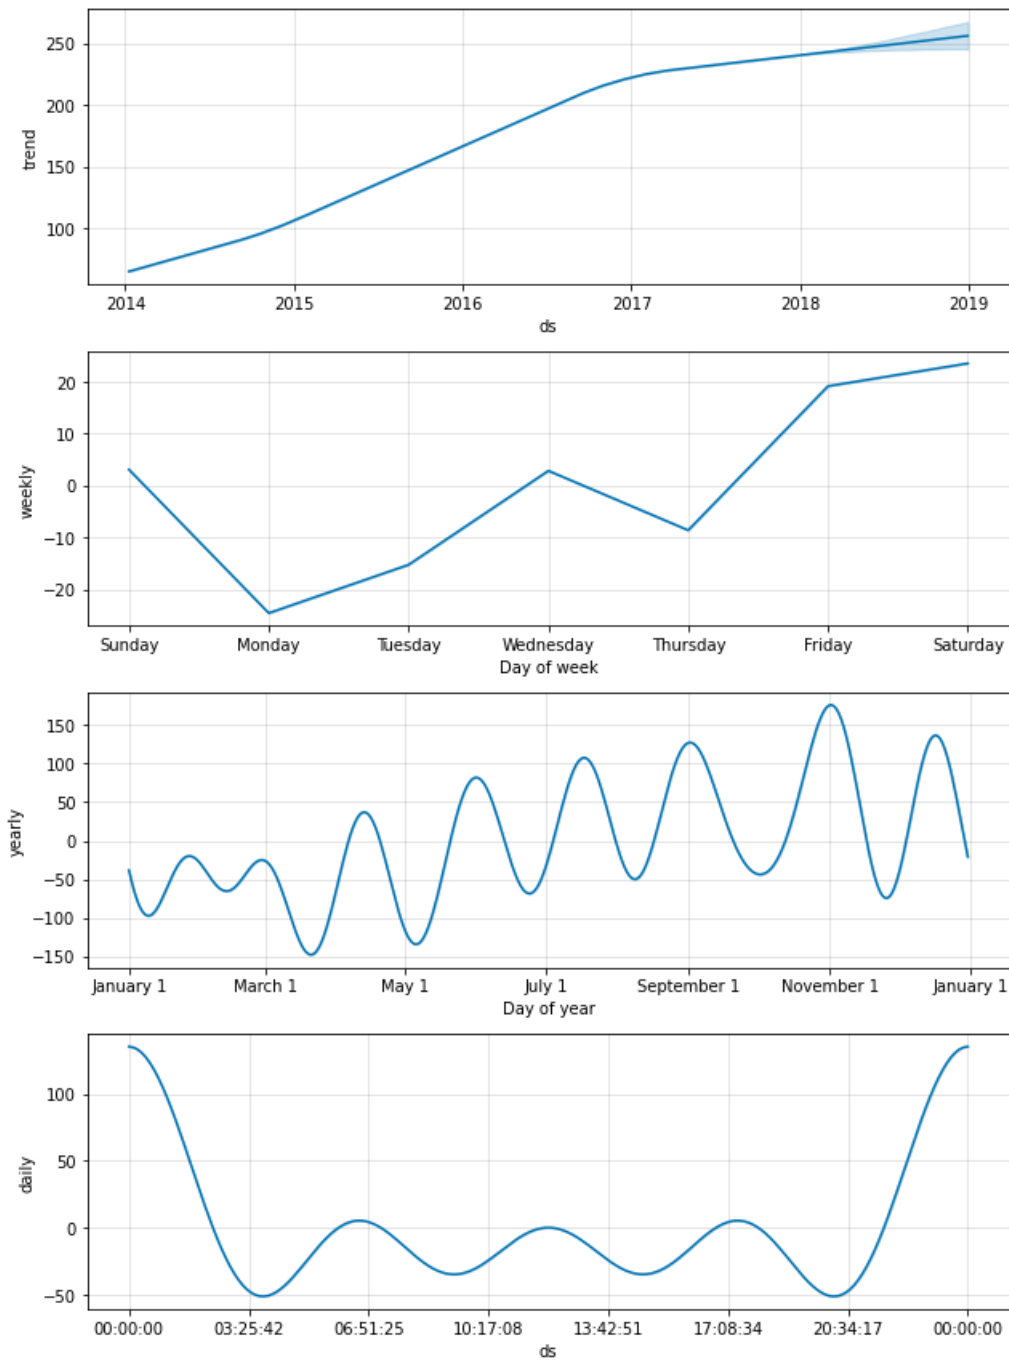 250
200
150
100
trend
2014 2015 2016 2017 2018 2019
ds
20
10
0
−10
−20
weekly
Sunday Monday Tuesday Wednesday Thursday Friday Saturday
Day of week
150
100
50
0
−50
−100
−150
yearly
January 1 March 1 May 1 July 1 September 1 November 1 January 1
Day of year
100
50
0
−50
daily
00:00:00 03:25:42 06:51:25 10:17:08 13:42:51 17:08:34 20:34:17 00:00:00
ds